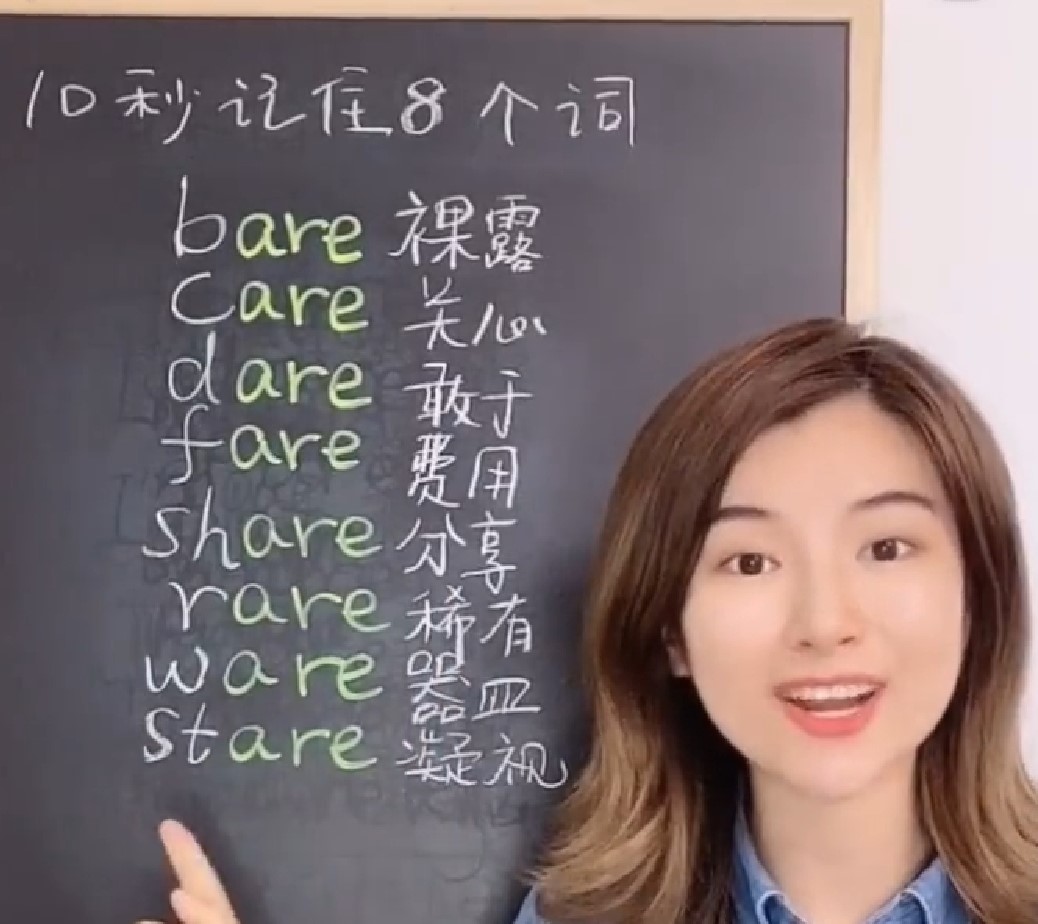 10秒记住8个词
bare 裸露
care 关心
dare 敢于
fare 费用
share 分享
rare 稀有
ware 器皿
stare 凝视